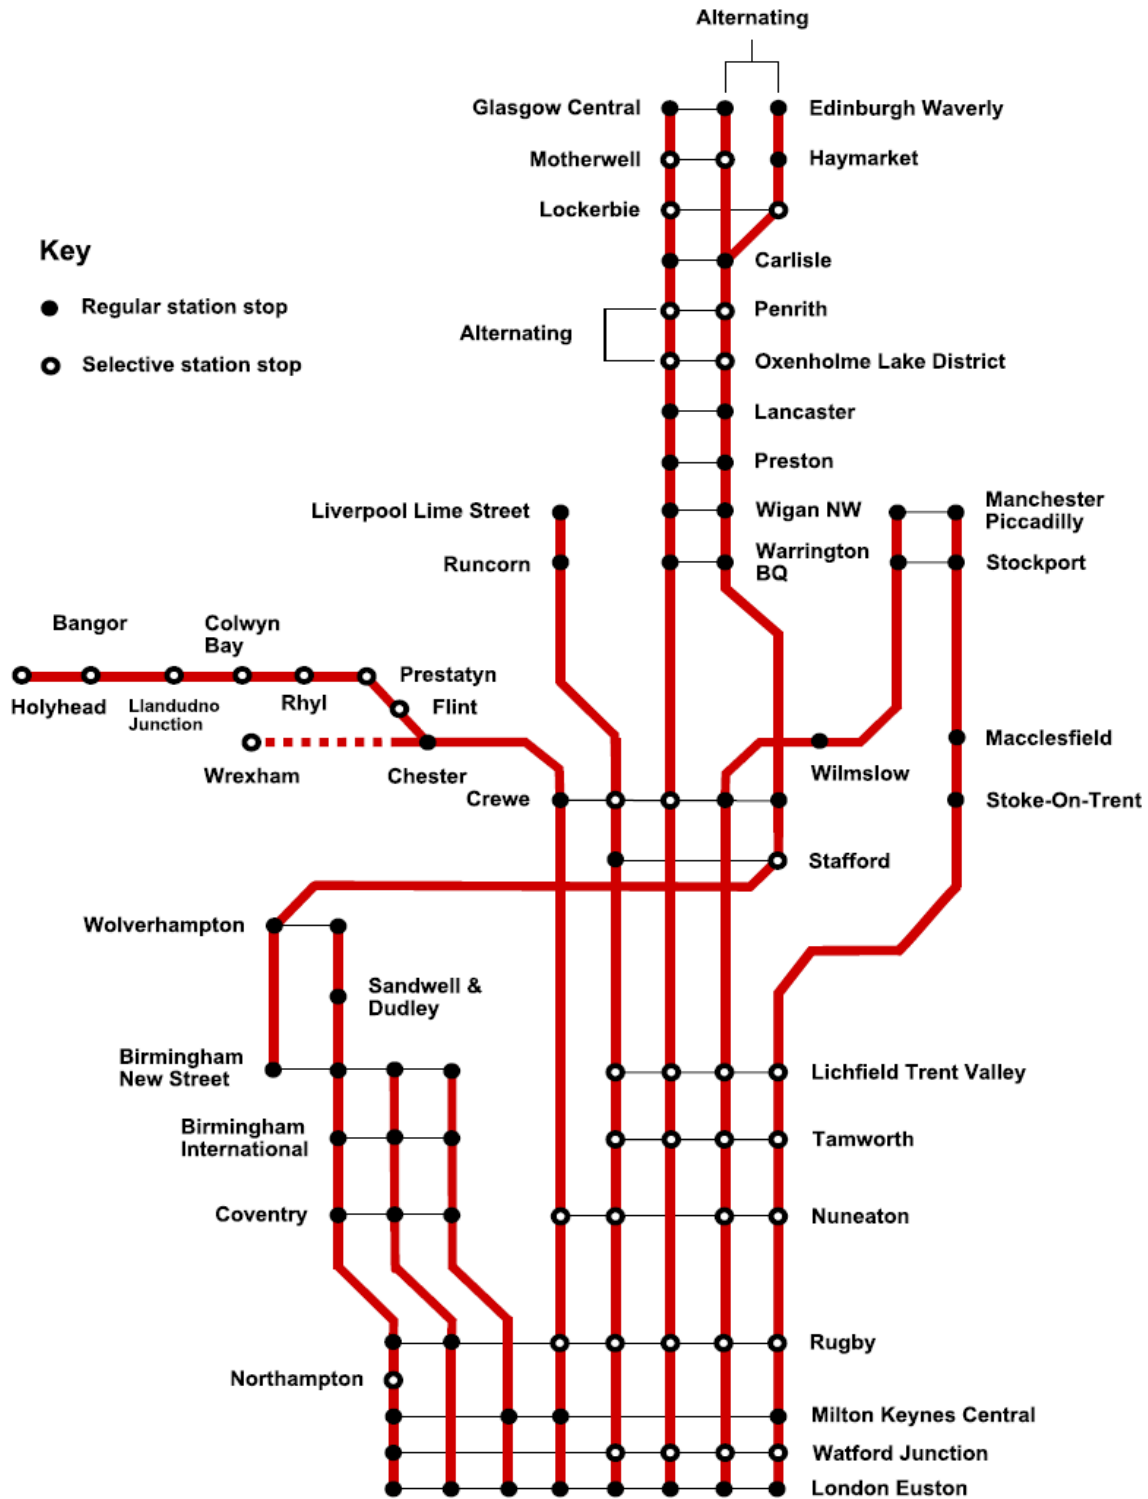 Alternating
Glasgow Central
Edinburgh Waverly
Motherwell
Haymarket
Lockerbie
Key
Carlisle
Regular station stop
Penrith
Alternating
Selective station stop
Oxenholme Lake District
Lancaster
Preston
Liverpool Lime Street
Wigan NW
Manchester
Piccadilly
Runcorn
Warrington
BQ
Stockport
Bangor
Colwyn
Bay
Prestatyn
Holyhead
Llandudno
Junction
Rhyl
Flint
Macclesfield
Wrexham
Chester
Wilmslow
Crewe
Stoke-On-Trent
Stafford
Wolverhampton
Sandwell &
Dudley
Birmingham
New Street
Lichfield Trent Valley
Birmingham
International
Tamworth
Coventry
Nuneaton
Rugby
Northampton
Milton Keynes Central
Watford Junction
London Euston